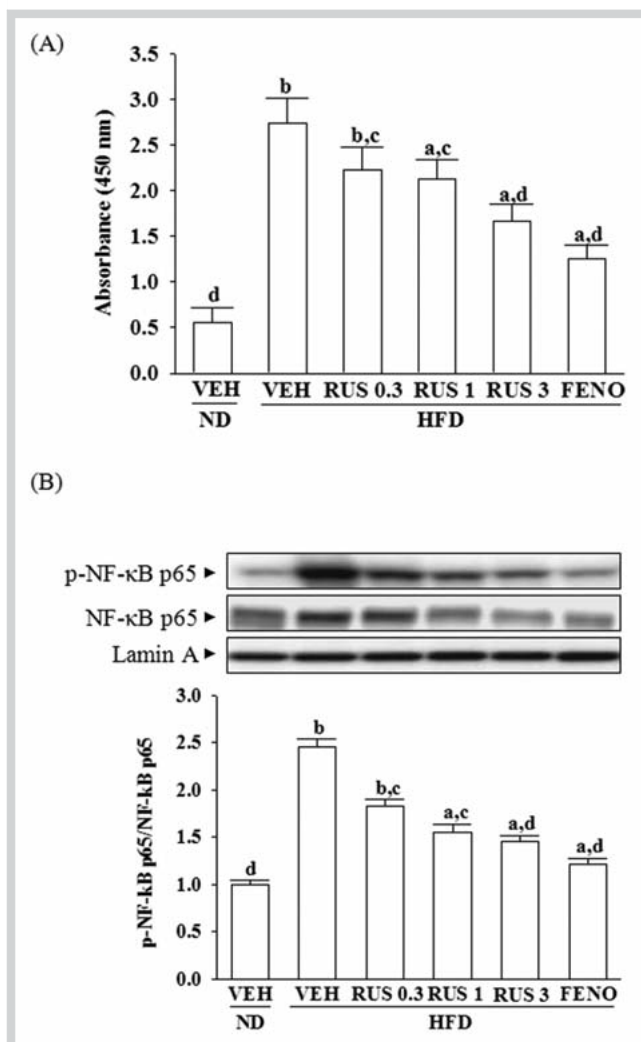 (A)
3.5
3.0
2.5
2.0
1.5
1.0
0.5
0.0
Absorbance (450 nm)
d b b,c a,c a,d a,d
VEH VEH RUS 0.3 RUS 1 RUS 3 FENO
ND HFD
(B)
p-NF-κB p65 ►
NF-κB p65 ►
Lamin A ►
3.0
2.5
2.0
1.5
1.0
0.5
0.0
p-NF-kB p65/NF-kB p65
d b b,c a,c a,d a,d
VEH VEH RUS 0.3 RUS 1 RUS 3 FENO
ND HFD